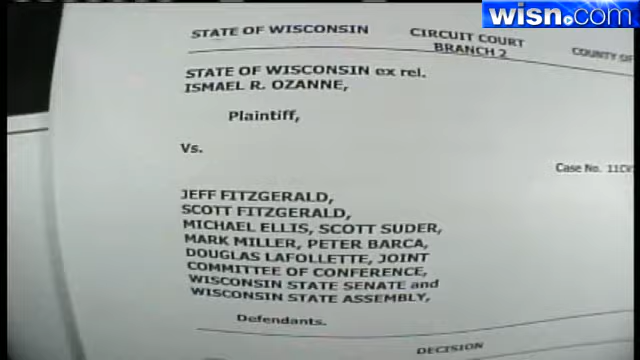 wisn.com
STATE OF WISCONSIN CIRCUIT COURT COUNTY OF
BRANCH 2
STATE OF WISCONSIN ex rel.
ISMAEL R. OZANNE,
Plaintiff,
Vs.
Case No. 11CV
JEFF FITZGERALD,
SCOTT FITZGERALD,
MICHAEL ELLIS, SCOTT SUDER,
MARK MILLER, PETER BARCA,
DOUGLAS LAFOLLETTE, JOINT
COMMITTEE OF CONFERENCE,
WISCONSIN STATE SENATE and
WISCONSIN STATE ASSEMBLY,
Defendants.
DECISION